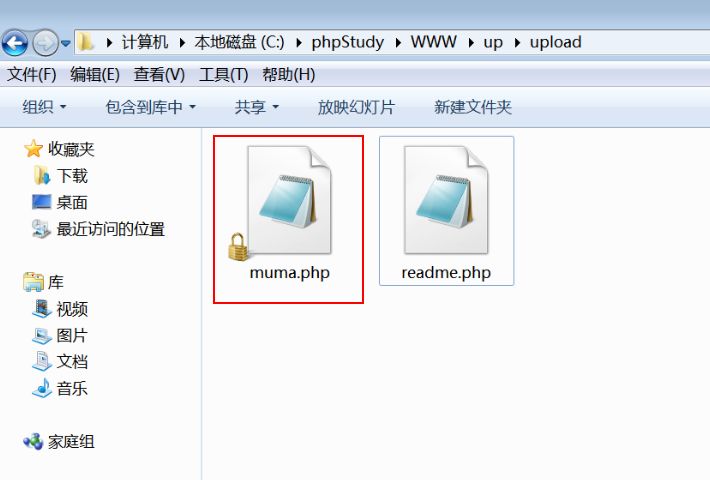 计算机 本地磁盘 (C:) phpStudy WWW up upload
文件(F) 编辑(E) 查看(V) 工具(T) 帮助(H)
组织 包含到库中 共享 放映幻灯片 新建文件夹
收藏夹
下载
桌面
最近访问的位置
库
视频
图片
文档
音乐
家庭组
muma.php
readme.php